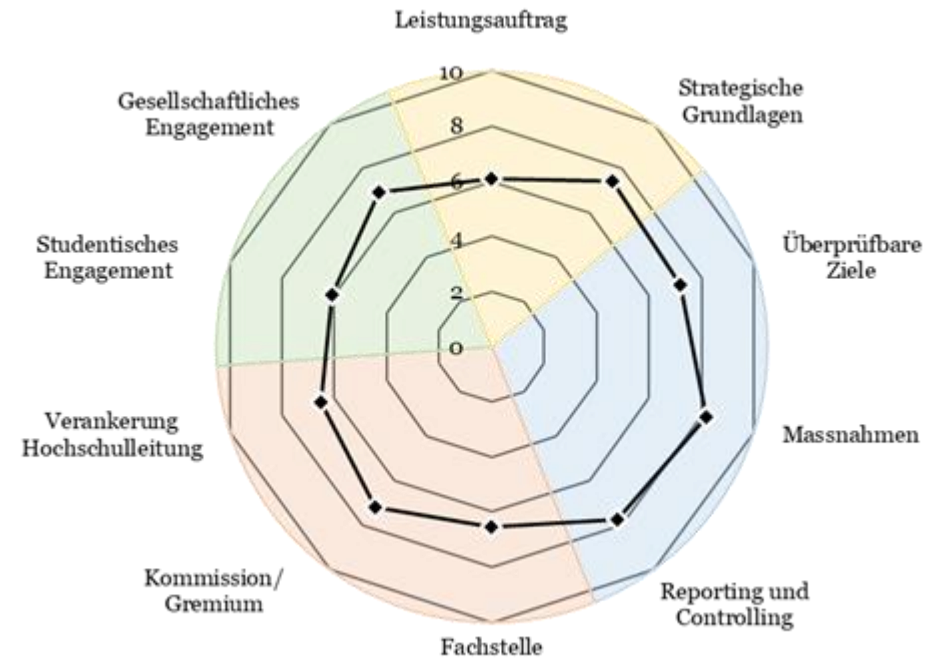 Leistungsauftrag
Strategische
Grundlagen
Überprüfbare
Ziele
Massnahmen
Reporting und
Controlling
Fachstelle
Kommission/
Gremium
Verankerung
Hochschulleitung
Studentisches
Engagement
Gesellschaftliches
Engagement
10
8
6
4
2
0